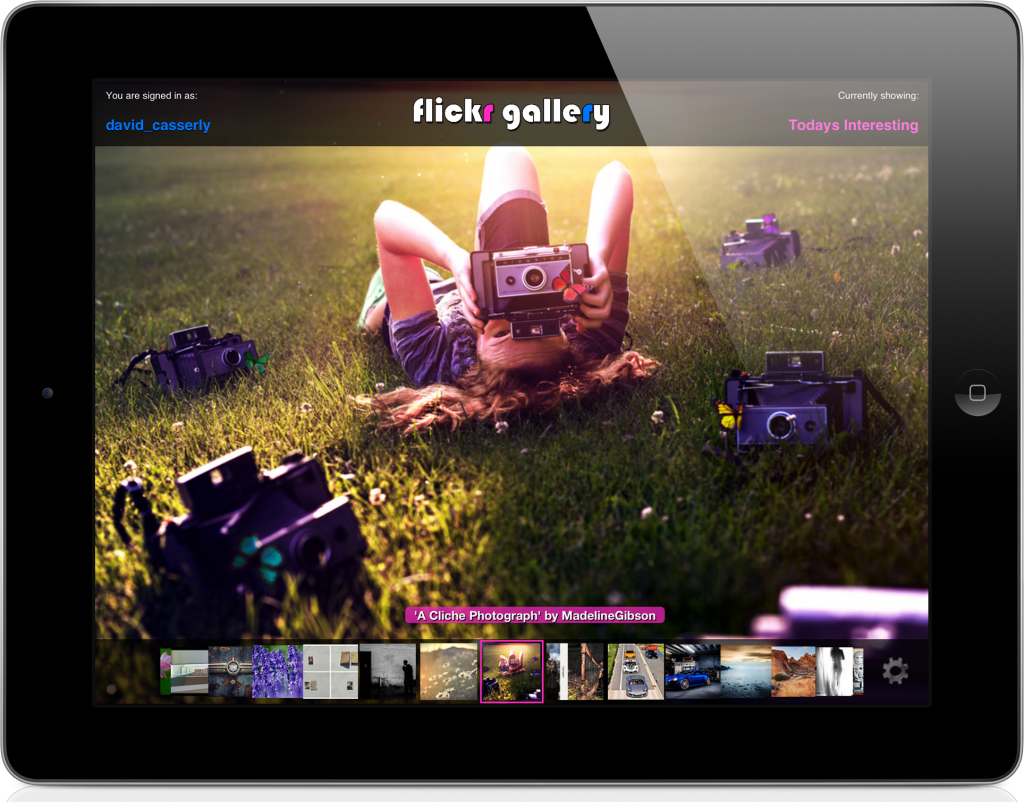 You are signed in as:
david_casserly
flickr gallery
Currently showing:
Todays Interesting
'A Cliche Photograph' by MadelineGibson